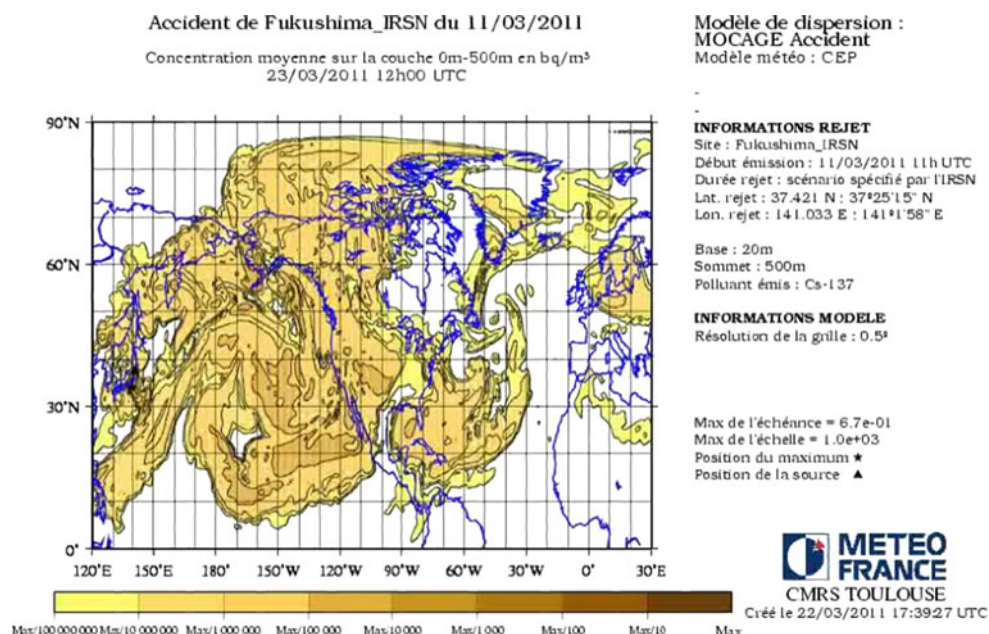 Accident de Fukushima_IRSN du 11/03/2011
Concentration moyenne sur la couche 0m-500m en bq/m³
23/03/2011 12h00 UTC
Modèle de dispersion :
MOCAGE Accident
Modèle météo : CEP
-
-
INFORMATIONS REJET
Site : Fukushima_IRSN
Début émission : 11/03/2011 11h UTC
Durée rejet : scénario spécifié par l'IRSN
Lat. rejet : 37.421 N : 37º25'15" N
Lon. rejet : 141.033 E : 141º1'58" E
Base : 20m
Sommet : 500m
Polluant émis : Cs-137
INFORMATIONS MODELE
Résolution de la grille : 0.5º
Max de l'échéance = 6.7e-01
Max de l'échelle = 1.0e+03
Position du maximum ★
Position de la source ▲
90°N
60°N
30°N
0°
120°E 150°E 180° 150°W 120°W 90°W 60°W 30°W 0° 30°E
Max/100 000 000 Max/10 000 000 Max/1 000 000 Max/100 000 Max/10 000 Max/1 000 Max/100 Max/10 Max
METEO
FRANCE
CMRS TOULOUSE
Créé le 22/03/2011 17:39:27 UTC